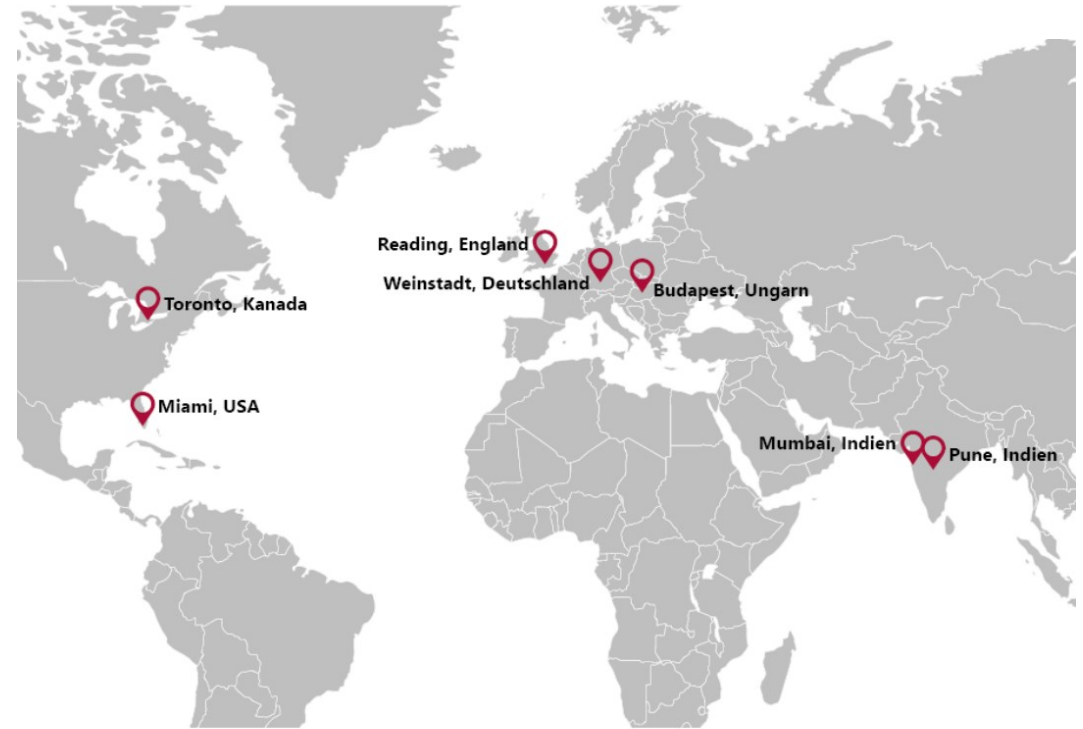 Reading, England
Weinstadt, Deutschland
Budapest, Ungarn
Toronto, Kanada
Miami, USA
Mumbai, Indien
Pune, Indien